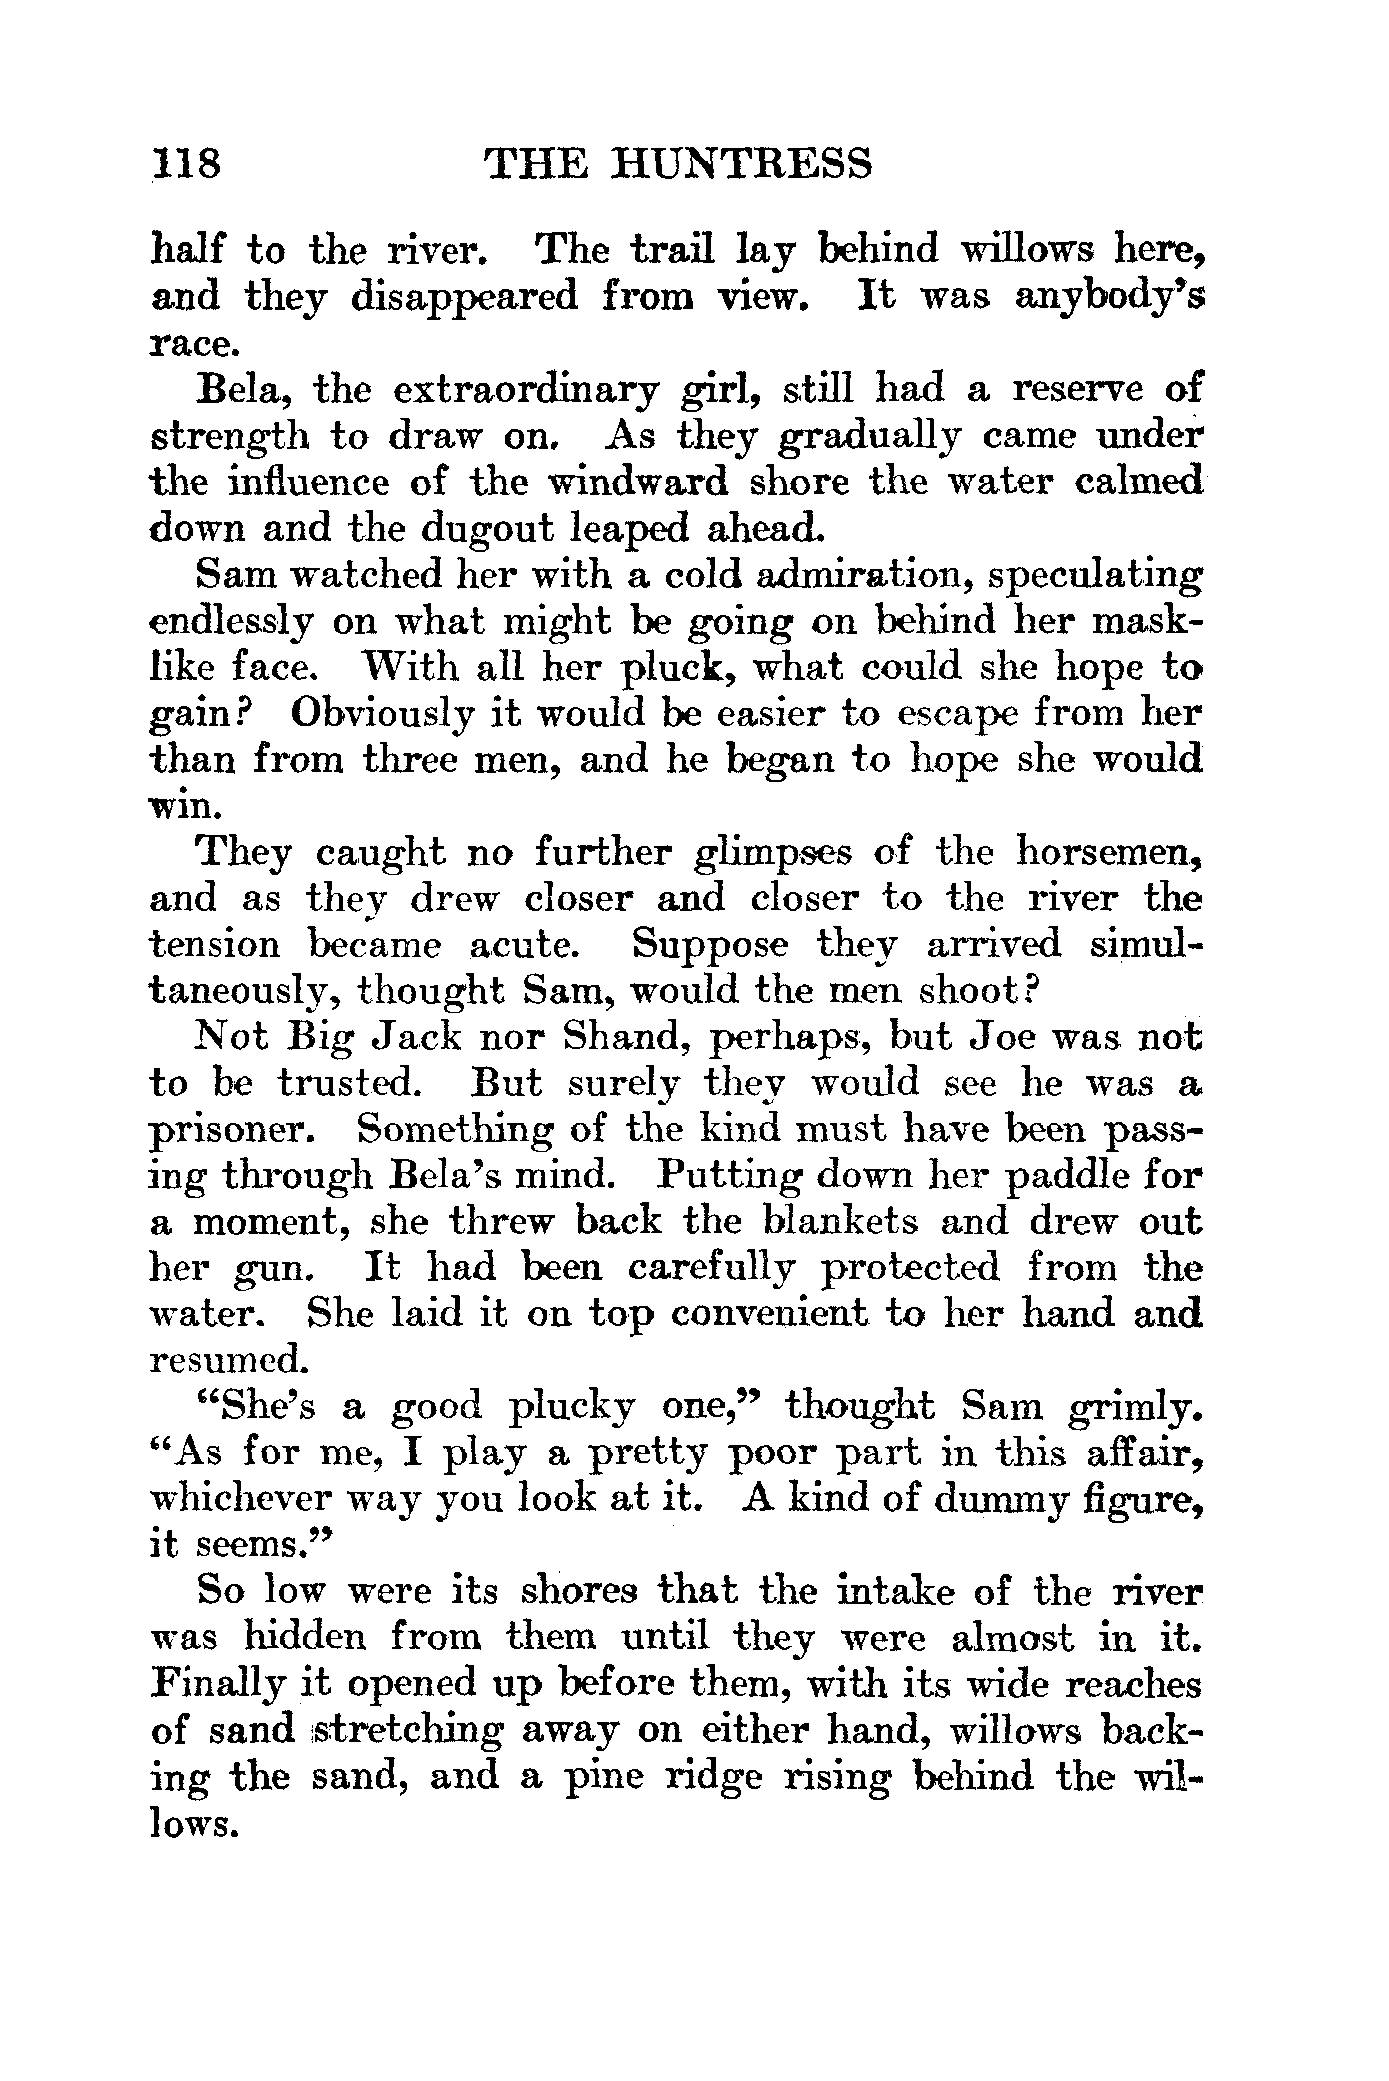 118 THE HUNTRESS
half to the river. The trail lay behind willows here,
and they disappeared from view. It was anybody's
race.
Bela, the extraordinary girl, still had a reserve of
strength to draw on. As they gradually came under
the influence of the windward shore the water calmed
down and the dugout leaped ahead.
Sam watched her with a cold admiration, speculating
endlessly on what might be going on behind her mask-
like face. With all her pluck, what could she hope to
gain? Obviously it would be easier to escape from her
than from three men, and he began to hope she would
win.
They caught no further glimpses of the horsemen,
and as they drew closer and closer to the river the
tension became acute. Suppose they arrived simul-
taneously, thought Sam, would the men shoot?
Not Big Jack nor Shand, perhaps, but Joe was not
to be trusted. But surely they would see he was a
prisoner. Something of the kind must have been pass-
ing through Bela's mind. Putting down her paddle for
a moment, she threw back the blankets and drew out
her gun. It had been carefully protected from the
water. She laid it on top convenient to her hand and
resumed.
“She's a good plucky one,” thought Sam grimly.
“As for me, I play a pretty poor part in this affair,
whichever way you look at it. A kind of dummy figure,
it seems.”
So low were its shores that the intake of the river
was hidden from them until they were almost in it.
Finally it opened up before them, with its wide reaches
of sand stretching away on either hand, willows back-
ing the sand, and a pine ridge rising behind the wil-
lows.